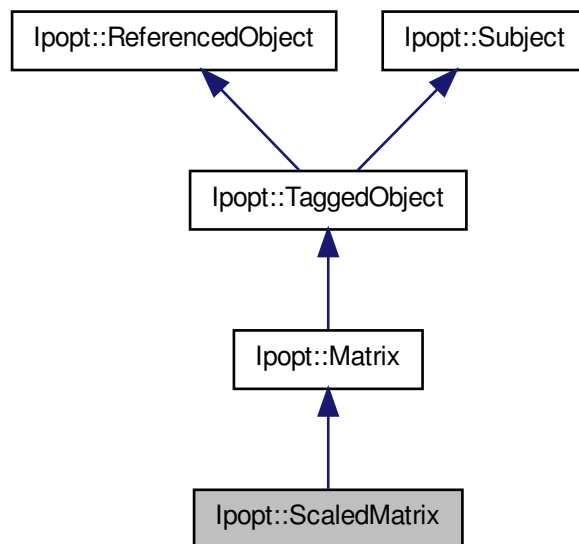 Ipopt::ReferencedObject
Ipopt::Subject
Ipopt::TaggedObject
Ipopt::Matrix
Ipopt::ScaledMatrix